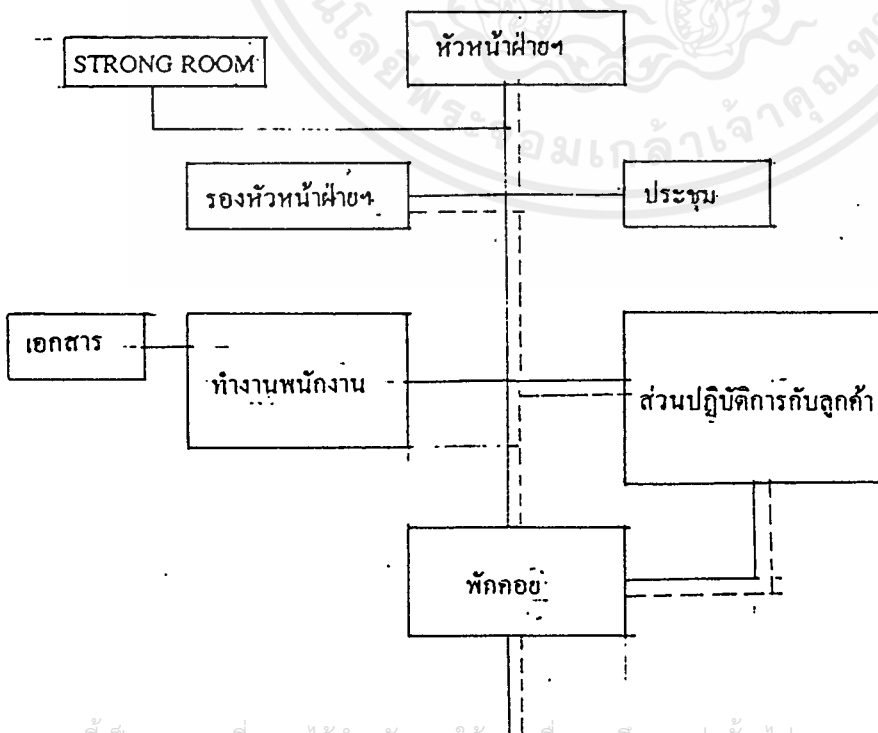 หัวหน้าฝ่ายฯ
STRONG ROOM
รองหัวหน้าฝ่ายฯ
ประชุม
เอกสาร
ทำงานพนักงาน
ส่วนปฏิบัติการกับลูกค้า
พักคอย